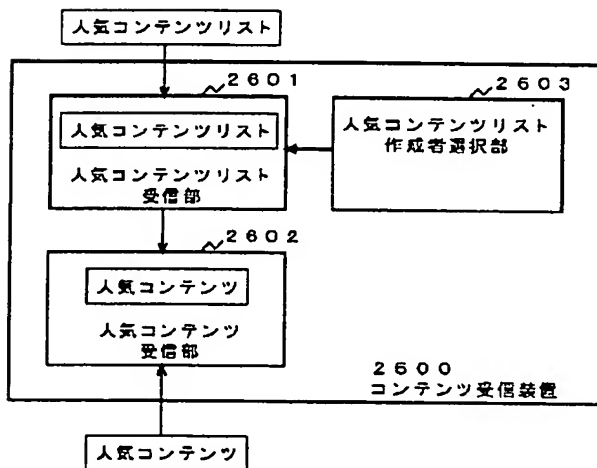 人気コンテンツリスト
2601
人気コンテンツリスト
人気コンテンツリスト
受信部
2603
人気コンテンツリスト
作成者選択部
2602
人気コンテンツ
人気コンテンツ
受信部
2600
コンテンツ受信装置
人気コンテンツ